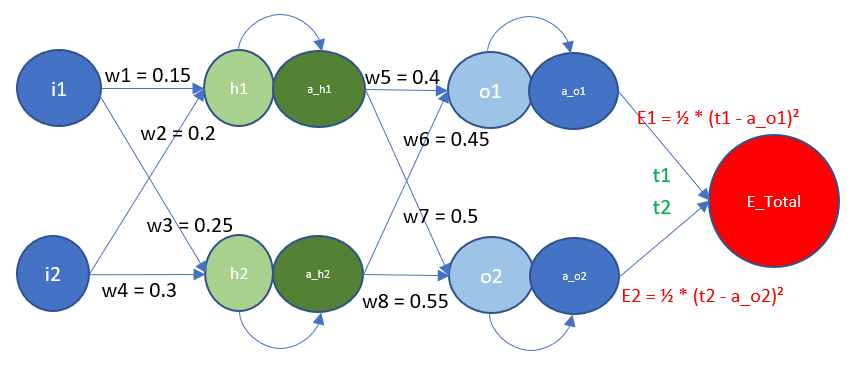 i1
w1 = 0.15
h1
a_h1
w5 = 0.4
o1
a_o1
E1 = ½ * (t1 - a_o1)²
w2 = 0.2
w6 = 0.45
t1
t2
E_Total
w3 = 0.25
w7 = 0.5
i2
w4 = 0.3
h2
a_h2
w8 = 0.55
o2
a_o2
E2 = ½ * (t2 - a_o2)²